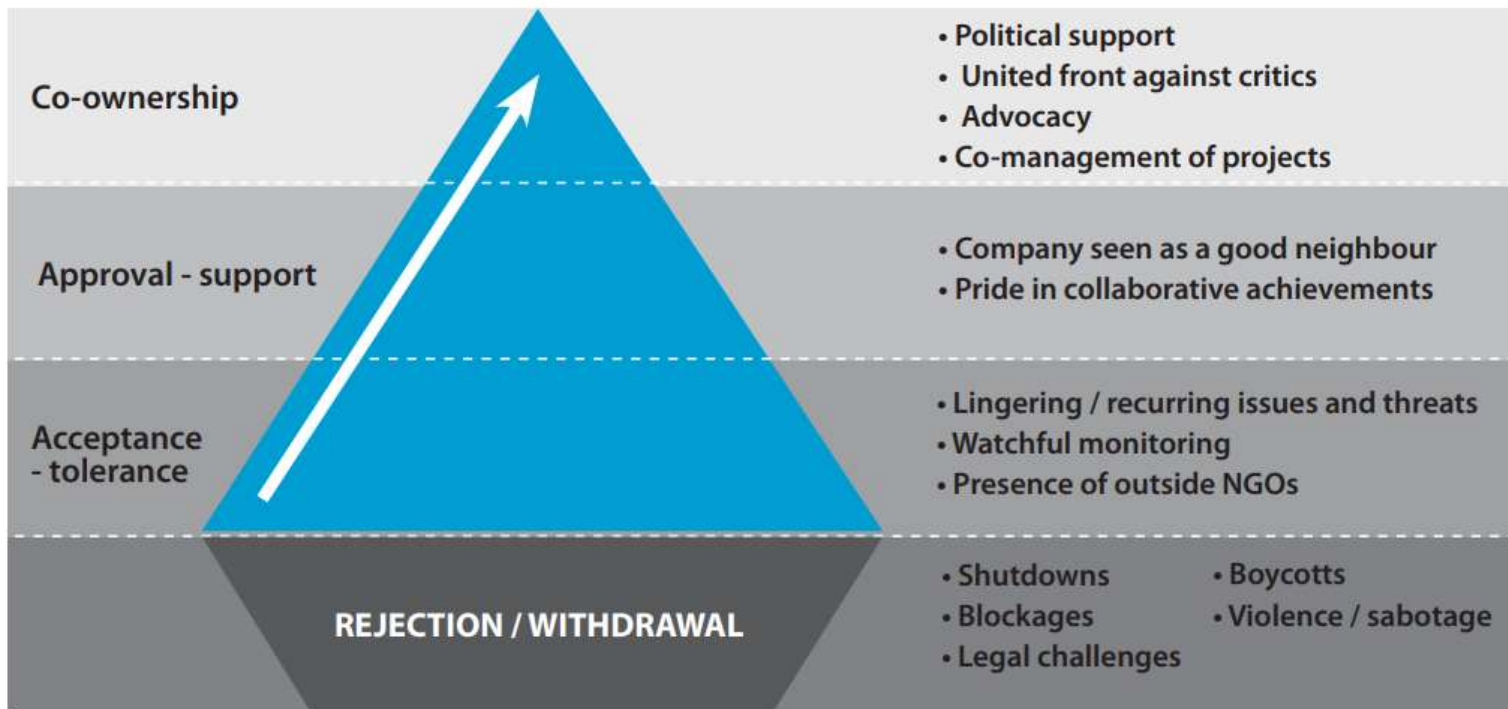 Co-ownership
• Political support
• United front against critics
• Advocacy
• Co-management of projects
Approval - support
• Company seen as a good neighbour
• Pride in collaborative achievements
Acceptance
- tolerance
• Lingering / recurring issues and threats
• Watchful monitoring
• Presence of outside NGOs
REJECTION / WITHDRAWAL
• Shutdowns
• Blockages
• Legal challenges
• Boycotts
• Violence / sabotage